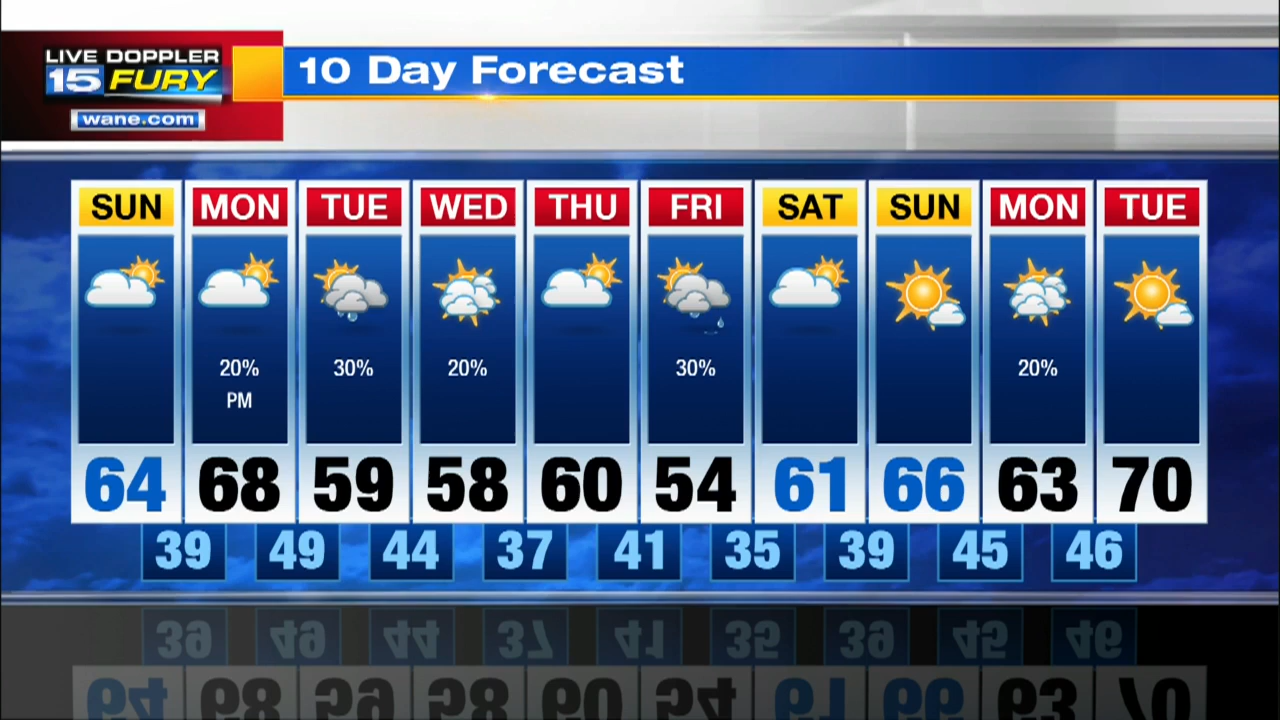 LIVE DOPPLER
15 FURY
wane.com
10 Day Forecast
SUN MON TUE WED THU FRI SAT SUN MON TUE
20% 30% 20% 30% 20%
PM
64 68 59 58 60 54 61 66 63 70
39 49 44 37 41 35 39 45 46